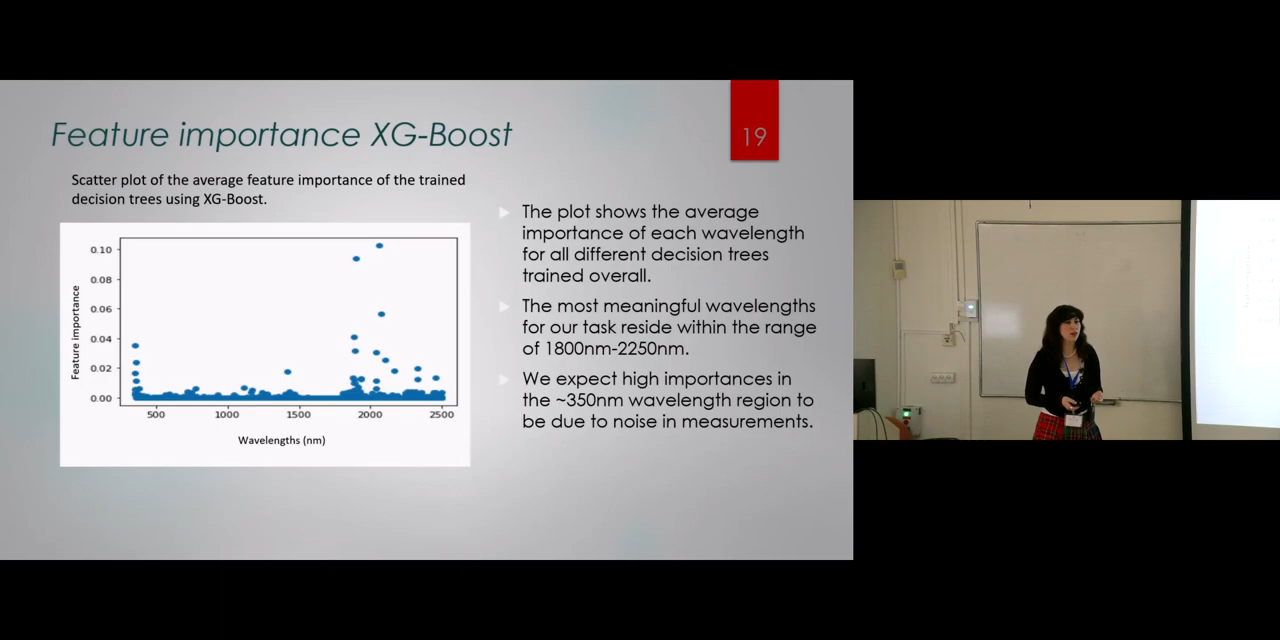 Feature importance XG-Boost
19
Scatter plot of the average feature importance of the trained
decision trees using XG-Boost.
The plot shows the average
importance of each wavelength
for all different decision trees
trained overall.
The most meaningful wavelengths
for our task reside within the range
of 1800nm-2250nm.
We expect high importances in
the ~350nm wavelength region to
be due to noise in measurements.
Feature importance
0.10
0.08
0.06
0.04
0.02
0.00
500
1000
1500
2000
2500
Wavelengths (nm)